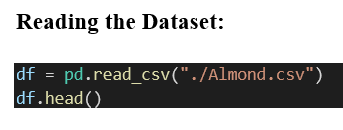 Reading the Dataset:
df = pd.read_csv("./Almond.csv")
df.head()